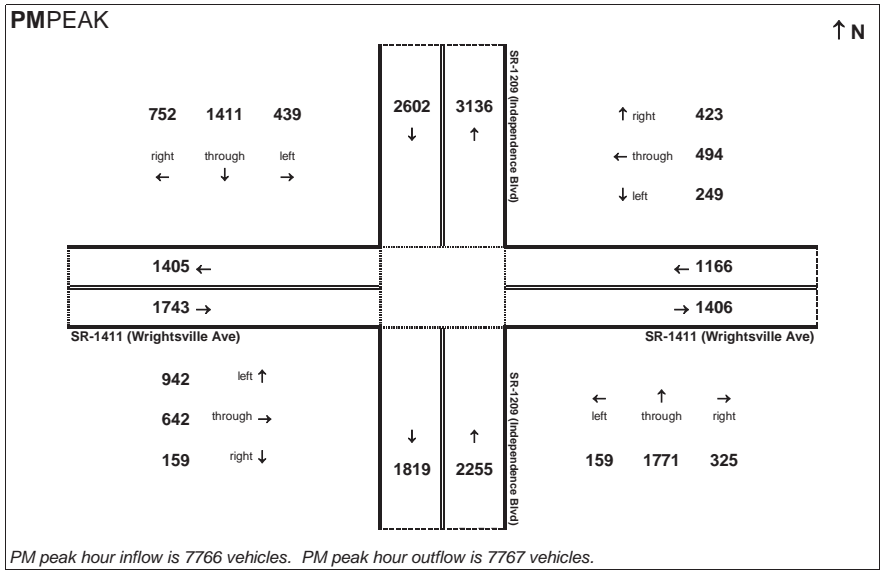 PMPEAK
↑ N
752 1411 439
right through left
← ↓ →
2602 3136
↓ ↑
SR-1209 (Independence Blvd)
↑ right 423
← through 494
↓ left 249
1405 ←
1743 →
← 1166
→ 1406
SR-1411 (Wrightsville Ave)
SR-1411 (Wrightsville Ave)
942 left ↑
642 through →
159 right ↓
↓ ↑
1819 2255
SR-1209 (Independence Blvd)
← ↑ →
left through right
159 1771 325
PM peak hour inflow is 7766 vehicles. PM peak hour outflow is 7767 vehicles.